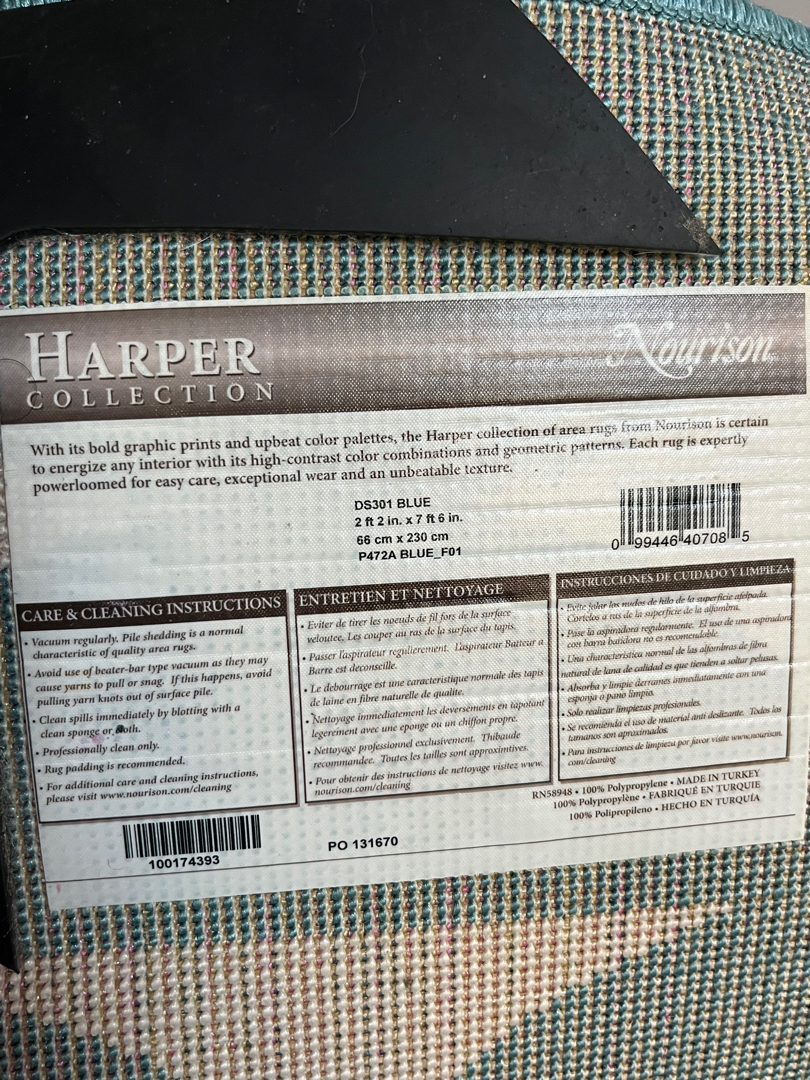 HARPER
COLLECTION
Nourison
With its bold graphic prints and upbeat color palettes, the Harper collection of area rugs from Nourison is certain
to energize any interior with its high-contrast color combinations and geometric patterns. Each rug is expertly
powerloomed for easy care, exceptional wear and an unbeatable texture.
DS301 BLUE
2 ft 2 in. x 7 ft 6 in.
66 cm x 230 cm
P472A BLUE_F01
0 99446 40708 5
CARE & CLEANING INSTRUCTIONS
• Vacuum regularly. Pile shedding is a normal
characteristic of quality area rugs.
• Avoid use of beater-bar type vacuum as they may
cause yarns to pull or snag. If this happens, avoid
pulling yarn knots out of surface pile.
• Clean spills immediately by blotting with a
clean sponge or cloth.
• Professionally clean only.
• Rug padding is recommended.
• For additional care and cleaning instructions,
please visit www.nourison.com/cleaning
ENTRETIEN ET NETTOYAGE
• Eviter de tirer les noeuds de fil fors de la surface
veloutee. Les couper au ras de la surface du tapis.
• Passer l'aspirateur regulierement. L'aspirateur Batteur a
Barre est deconseille.
• Le debourrage est une caracteristique normale des tapis
de laine en fibre naturelle de qualite.
• Nettoyage immediatement les deversements en tapotant
legerement avec une eponge ou un chiffon propre.
• Nettoyage professionnel exclusivement. Thibaude
recommandee. Toutes les tailles sont approximtives.
• Pour obtenir des instructions de nettoyage visitez www.
nourison.com/cleaning
INSTRUCCIONES DE CUIDADO Y LIMPIEZA
• Evite jalar los nudos de hilo de la superficie afelpada.
Cortelos a ras de la superficie de la alfombra.
• Pase la aspiradora regularmente. El uso de una aspiradora
con barra batidora no es recomendable.
• Una characteristica normal de las alfombras de fibra
natural de lana de calidad es que tienden a soltar pelusas.
• Absorba y limpie derrames inmediatamente con una
esponja o pano limpio.
• Solo realizar limpiezas profesionales.
• Se recomienda el uso de material anti deslizante. Todos los
tamanos son aproximados.
• Para instrucciones de limpieza por favor visite www.nourison.
com/cleaning
RN58948 • 100% Polypropylene • MADE IN TURKEY
100% Polypropylène • FABRIQUÉ EN TURQUIE
100% Polipropileno • HECHO EN TURQUÍA
100174393
PO 131670